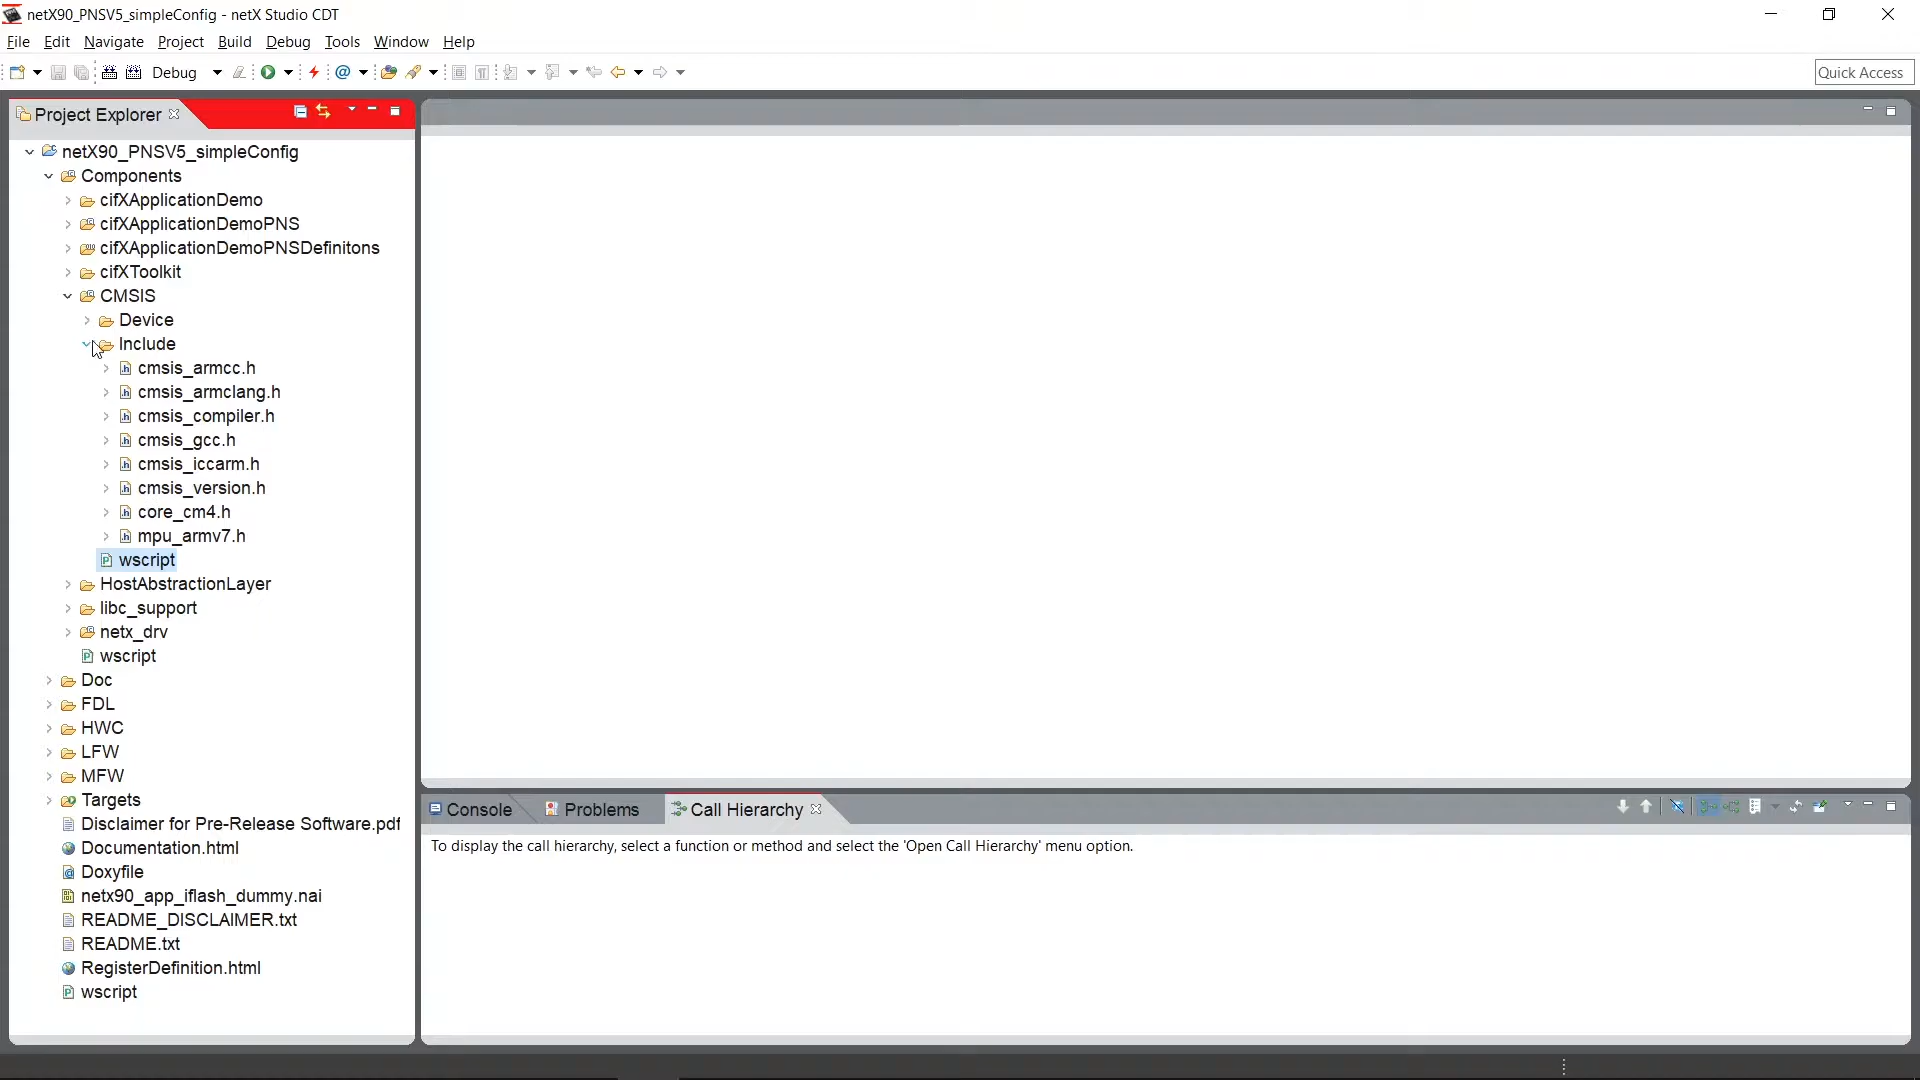 netX90_PNSV5_simpleConfig - netX Studio CDT
File Edit Navigate Project Build Debug Tools Window Help
Debug
Quick Access
Project Explorer
netX90_PNSV5_simpleConfig
Components
cifXApplicationDemo
cifXApplicationDemoPNS
cifXApplicationDemoPNSDefinitons
cifXToolkit
CMSIS
Device
Include
cmsis_armcc.h
cmsis_armclang.h
cmsis_compiler.h
cmsis_gcc.h
cmsis_iccarm.h
cmsis_version.h
core_cm4.h
mpu_armv7.h
wscript
HostAbstractionLayer
libc_support
netx_drv
wscript
Doc
FDL
HWC
LFW
MFW
Targets
Disclaimer for Pre-Release Software.pdf
Documentation.html
Doxyfile
netx90_app_iflash_dummy.nai
README_DISCLAIMER.txt
README.txt
RegisterDefinition.html
wscript
Console Problems Call Hierarchy
To display the call hierarchy, select a function or method and select the 'Open Call Hierarchy' menu option.